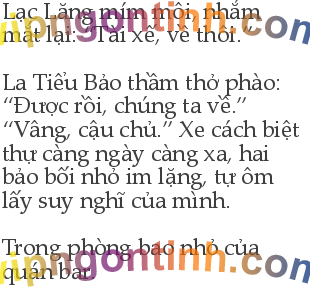 Lạc Lăng mím môi, nhắm
mắt lại: “Tài xế, về thôi.”
La Tiểu Bảo thầm thở phào:
“Được rồi, chúng ta về.”
“Vâng, cậu chủ.” Xe cách biệt
thự càng ngày càng xa, hai
bảo bối nhỏ im lặng, tự ôm
lấy suy nghĩ của mình.
Trong phòng bao nhỏ của
quán bar